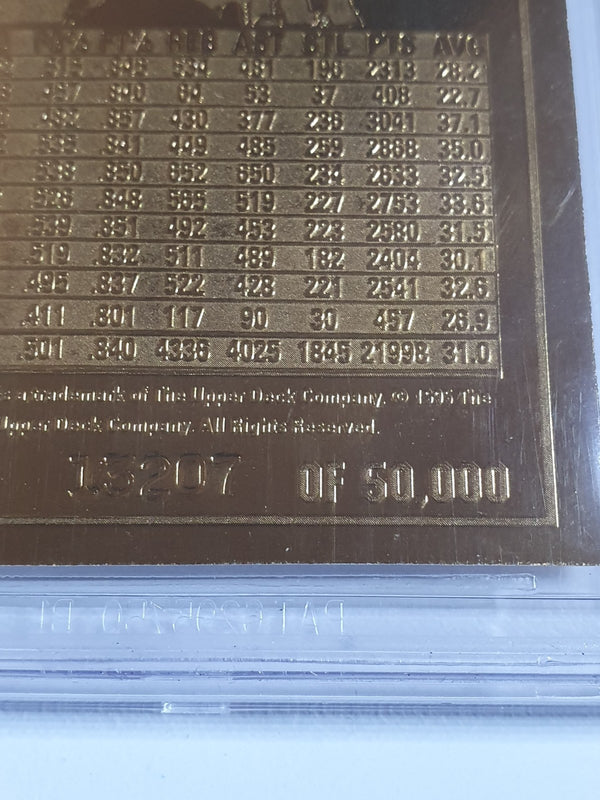 FG% FT% REB AST STL PTS AVG
.515 .845 534 481 196 2313 28.2
.457 .840 64 53 37 408 22.7
.482 .857 430 377 236 3041 37.1
.535 .841 449 485 259 2868 35.0
.538 .850 652 650 234 2633 32.5
.526 .848 565 519 227 2753 33.6
.539 .851 492 453 223 2580 31.5
.519 .832 511 489 182 2404 30.1
.495 .837 522 428 221 2541 32.6
.411 .801 117 90 30 457 26.9
.501 .840 4336 4025 1845 21998 31.0
is a trademark of The Upper Deck Company. © 1995 The
Upper Deck Company. All Rights Reserved.
13207 OF 50,000